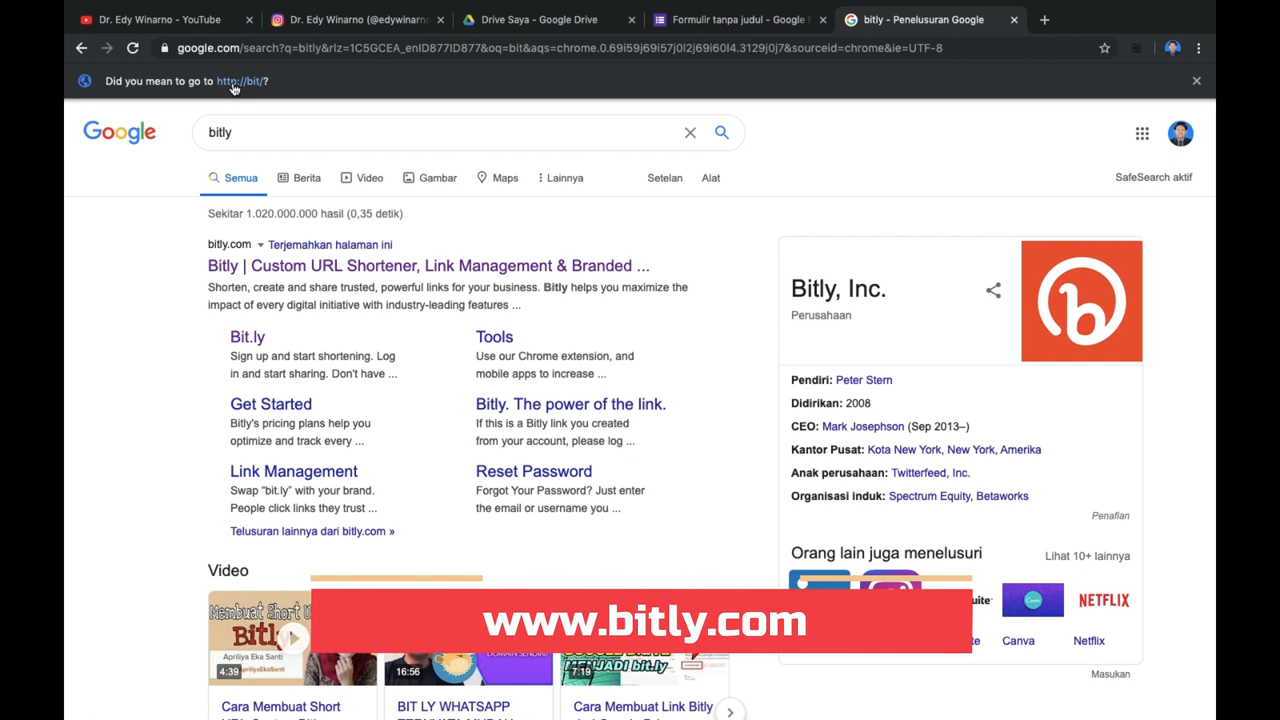 Dr. Edy Winarno - YouTube
Dr. Edy Winarno (@edywinarno
Drive Saya - Google Drive
Formulir tanpa judul - Google F
bitly - Penelusuran Google
google.com/search?q=bitly&rlz=1C5GCEA_enID877ID877&oq=bit&aqs=chrome.0.69i59j69i57j0l2j69i60l4.3129j0j7&sourceid=chrome&ie=UTF-8
Did you mean to go to http://bit/?
Google
bitly
Semua
Berita
Video
Gambar
Maps
Lainnya
Setelan
Alat
SafeSearch aktif
Sekitar 1.020.000.000 hasil (0,35 detik)
bitly.com
Terjemahkan halaman ini
Bitly | Custom URL Shortener, Link Management & Branded ...
Shorten, create and share trusted, powerful links for your business. Bitly helps you maximize the
impact of every digital initiative with industry-leading features ...
Bit.ly
Sign up and start shortening. Log
in and start sharing. Don't have ...
Tools
Use our Chrome extension, and
mobile apps to increase ...
Get Started
Bitly's pricing plans help you
optimize and track every ...
Bitly. The power of the link.
If this is a Bitly link you created
from your account, please log ...
Link Management
Swap "bit.ly" with your brand.
People click links they trust ...
Reset Password
Forgot Your Password? Just enter
the email or username you ...
Telusuran lainnya dari bitly.com »
Video
Membuat Short U
Bitly
Apriliya Eka Santi
4:39
Cara Membuat Short
16:56
BIT LY WHATSAPP
MENJADI bit.ly
7:19
Cara Membuat Link Bitly
Bitly, Inc.
Perusahaan
Pendiri: Peter Stern
Didirikan: 2008
CEO: Mark Josephson (Sep 2013–)
Kantor Pusat: Kota New York, New York, Amerika
Anak perusahaan: Twitterfeed, Inc.
Organisasi induk: Spectrum Equity, Betaworks
Penafian
Orang lain juga menelusuri
Lihat 10+ lainnya
NETFLIX
Canva
Netflix
Masukan
www.bitly.com